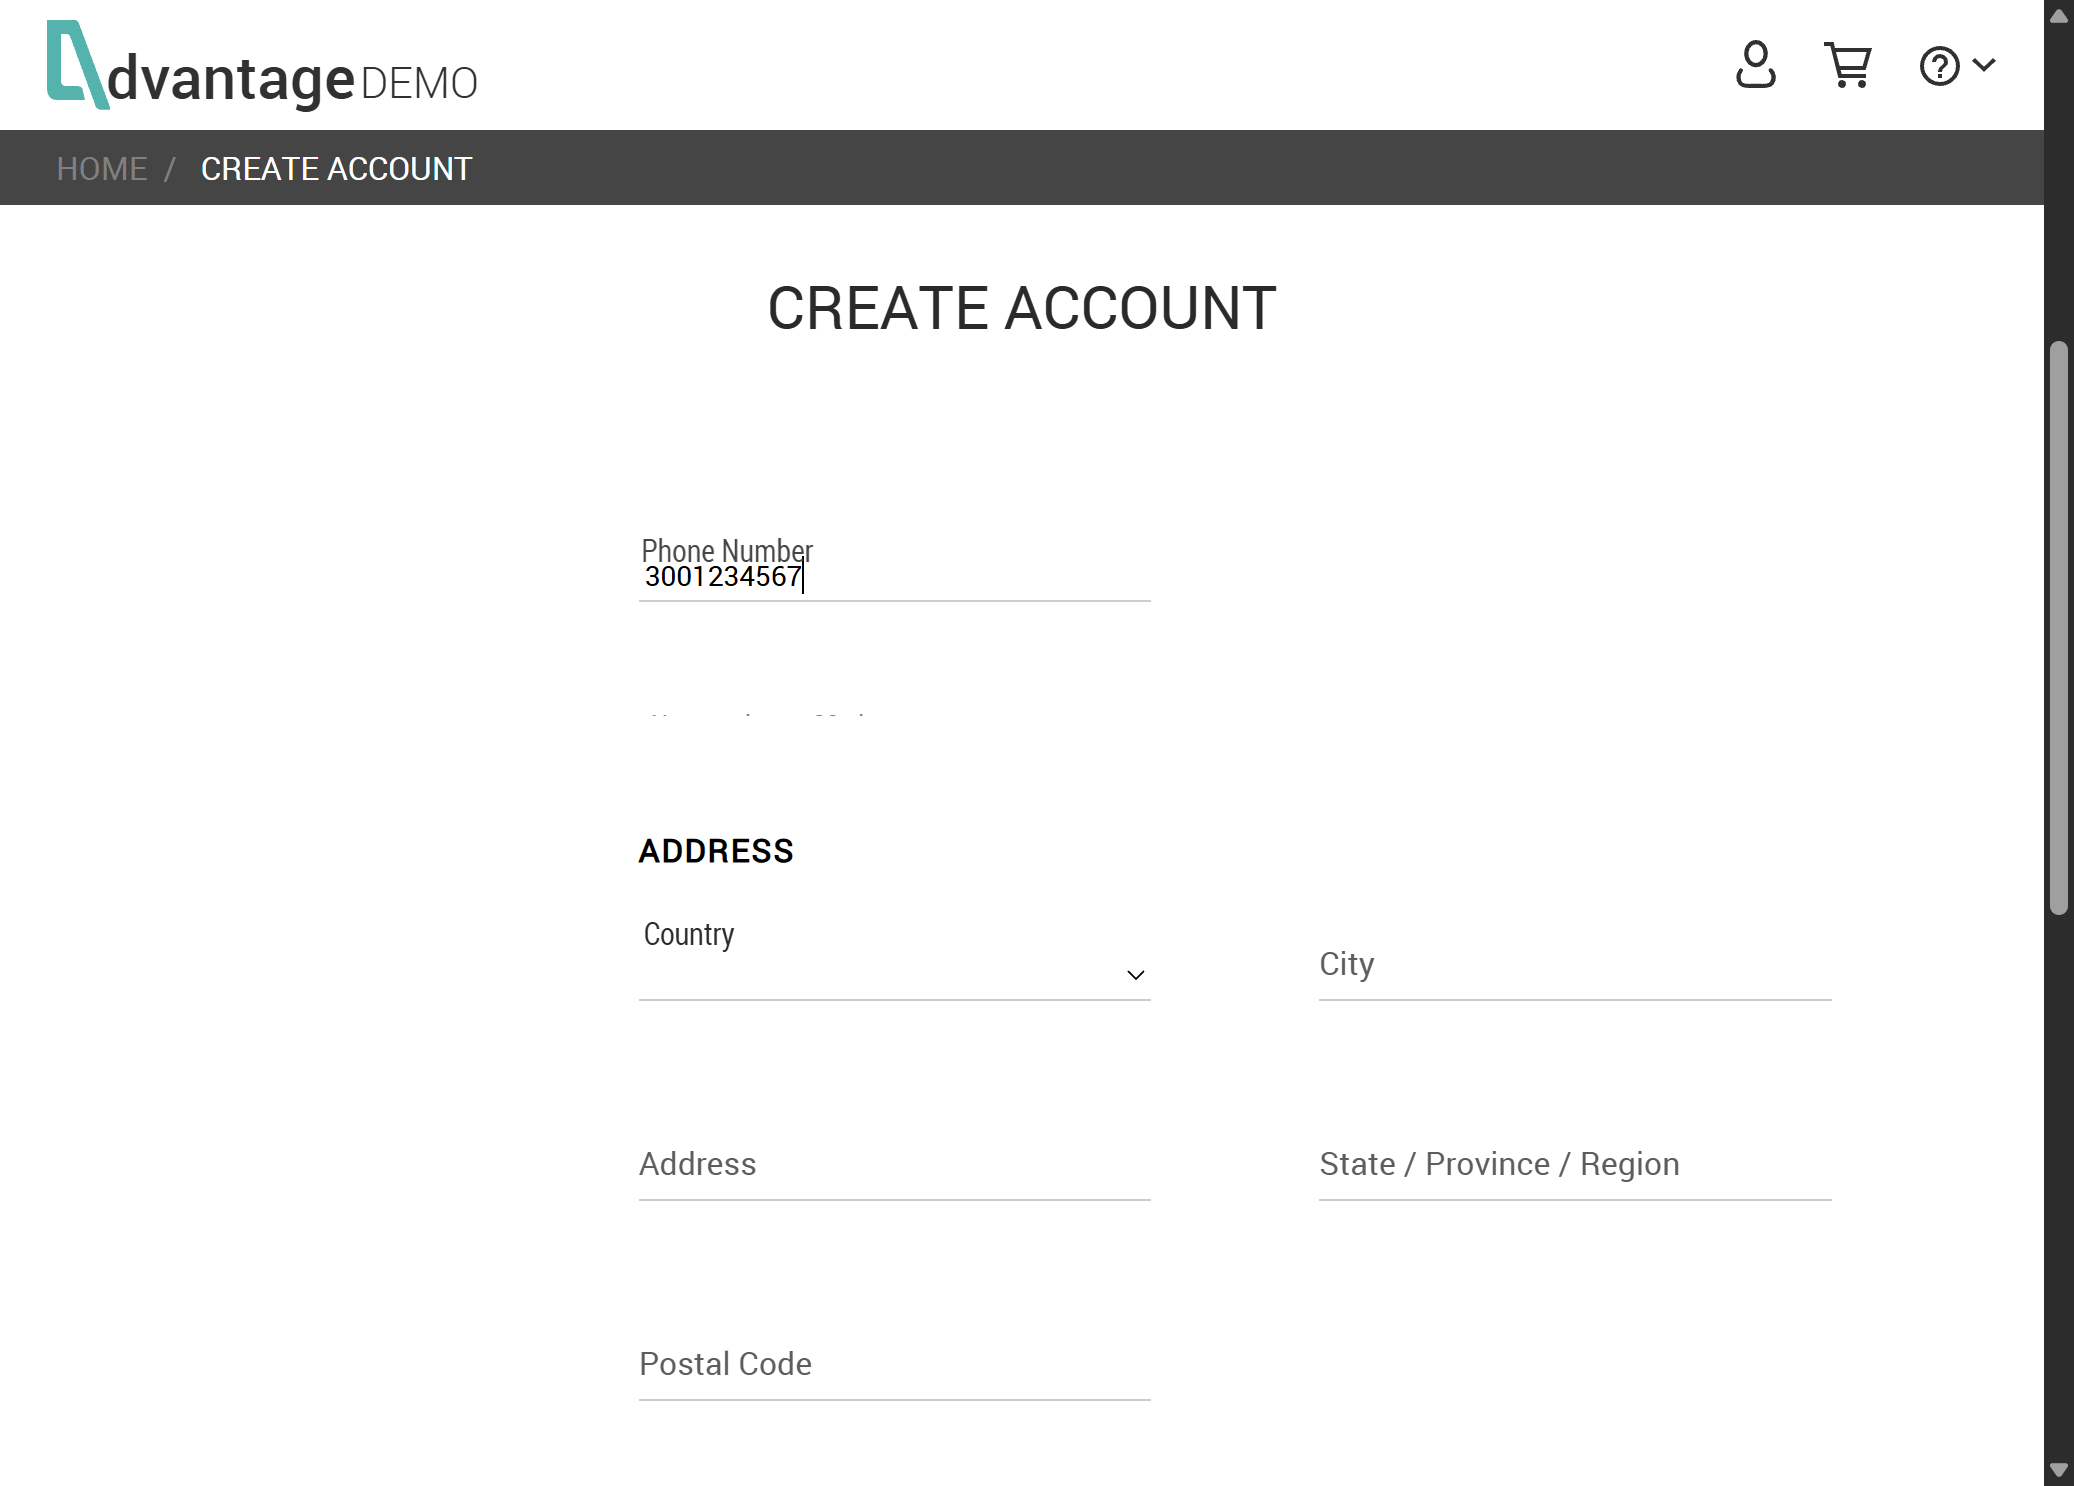 dvantage DEMO
HOME / CREATE ACCOUNT
CREATE ACCOUNT
Phone Number
3001234567
ADDRESS
Country
City
Address
State / Province / Region
Postal Code